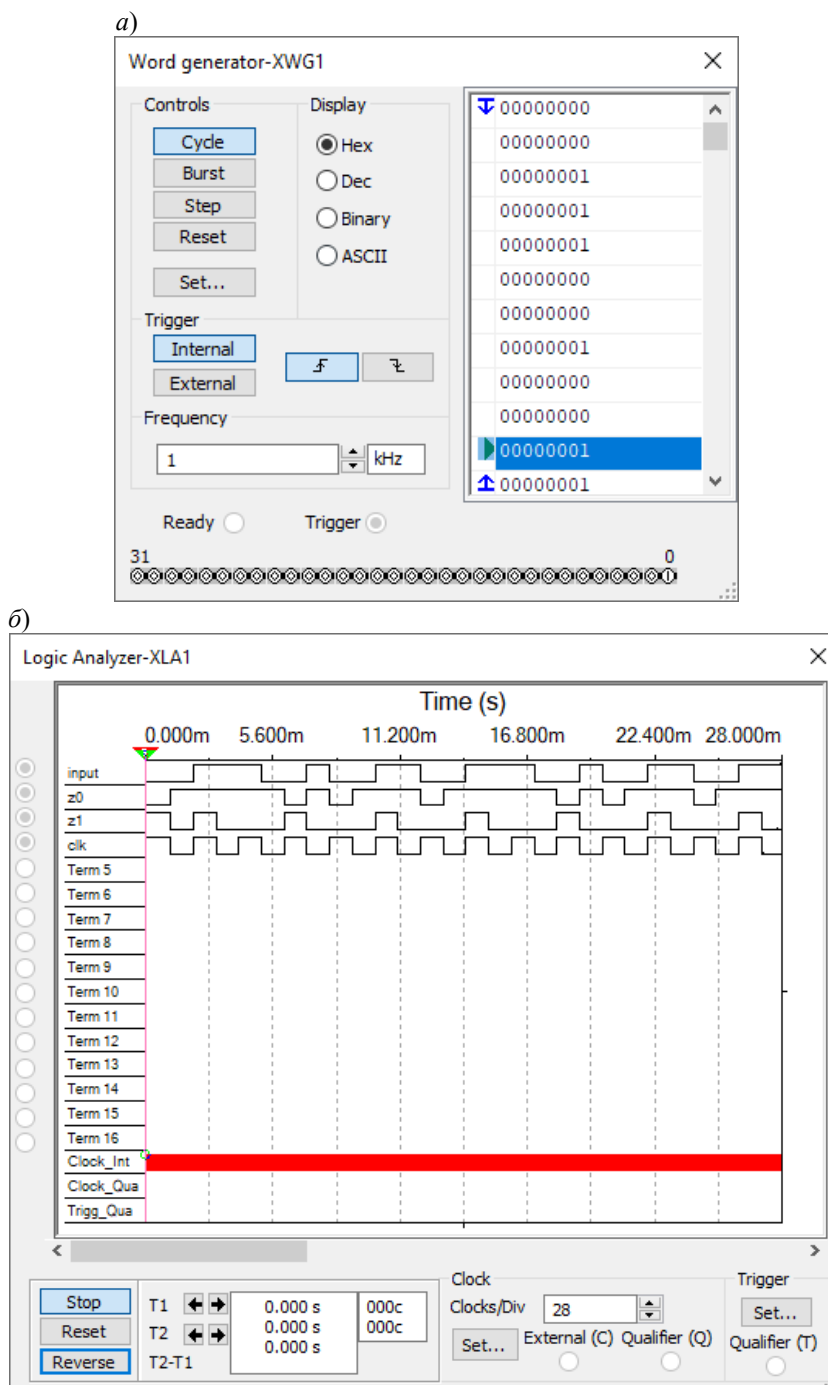 а)
Word generator-XWG1
Controls
Display
Cycle
Burst
Step
Reset
Set...
Hex
Dec
Binary
ASCII
Trigger
Internal
External
Frequency
1
kHz
Ready
Trigger
31
0
00000000
00000000
00000001
00000001
00000001
00000000
00000000
00000001
00000000
00000000
00000001
00000001
б)
Logic Analyzer-XLA1
Time (s)
0.000m 5.600m 11.200m 16.800m 22.400m 28.000m
input
z0
z1
clk
Term 5
Term 6
Term 7
Term 8
Term 9
Term 10
Term 11
Term 12
Term 13
Term 14
Term 15
Term 16
Clock_Int
Clock_Qua
Trigg_Qua
Stop
Reset
Reverse
T1
T2
T2-T1
0.000 s
0.000 s
0.000 s
000c
000c
Clock
Clocks/Div
28
Set...
External (C)
Qualifier (Q)
Trigger
Set...
Qualifier (T)